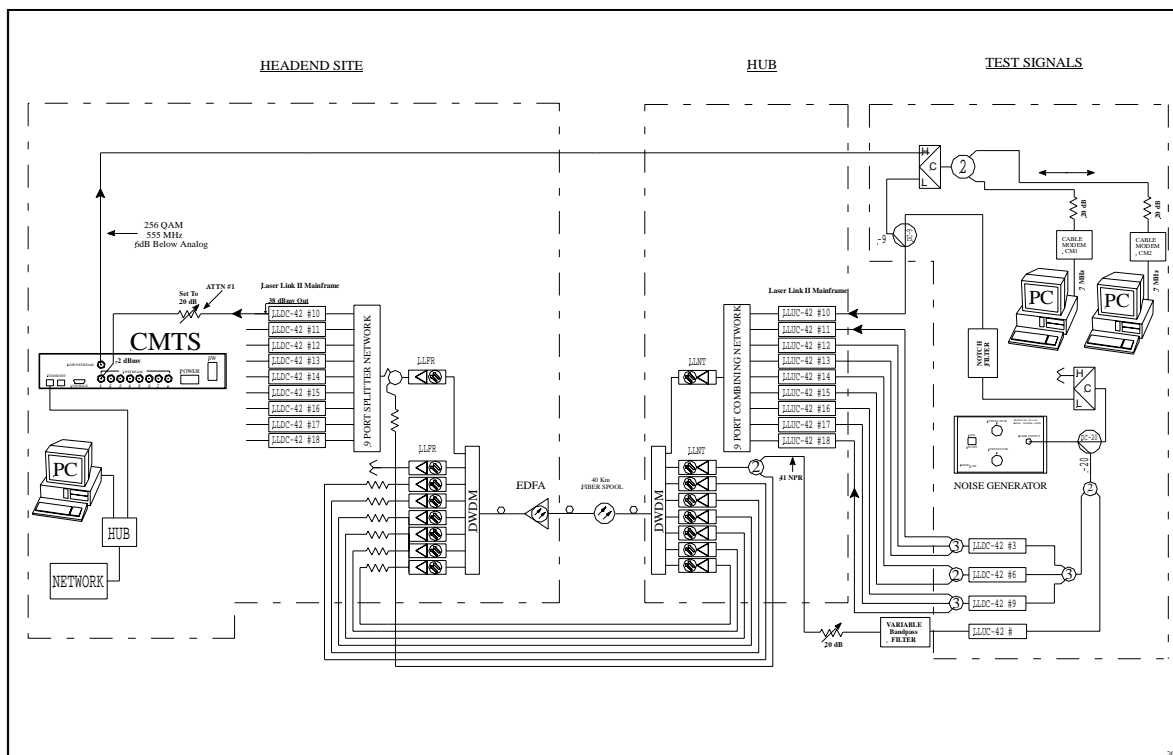 HEADEND SITE
HUB
TEST SIGNALS
H
C
L
2
256 QAM
555 MHz
6dB Below Analog
-9
DC-9
20 dB
20 dB
CABLE
MODEM
CM1
CABLE
MODEM
CM2
7 MHz
7 MHz
PC
PC
Set To
20 dB
ATTN #1
Laser Link II Mainframe
38 dBmv Out
LLDC-42 #10
LLDC-42 #11
LLDC-42 #12
LLDC-42 #13
LLDC-42 #14
LLDC-42 #15
LLDC-42 #16
LLDC-42 #17
LLDC-42 #18
9 PORT SPLITTER NETWORK
LLFR
LLFR
CMTS
-2 dBmv
POWER
SW
PC
HUB
NETWORK
DWDM
EDFA
40 Km
FIBER SPOOL
DWDM
LLNT
LLNT
9 PORT COMBINING NETWORK
Laser Link II Mainframe
LLUC-42 #10
LLUC-42 #11
LLUC-42 #12
LLUC-42 #13
LLUC-42 #14
LLUC-42 #15
LLUC-42 #16
LLUC-42 #17
LLUC-42 #18
2
41 NPR
NOTCH
FILTER
H
C
L
DC-20
-20
NOISE GENERATOR
2
3
LLDC-42 #3
2
LLDC-42 #6
3
3
LLDC-42 #9
20 dB
VARIABLE
Bandpass
FILTER
LLUC-42 #